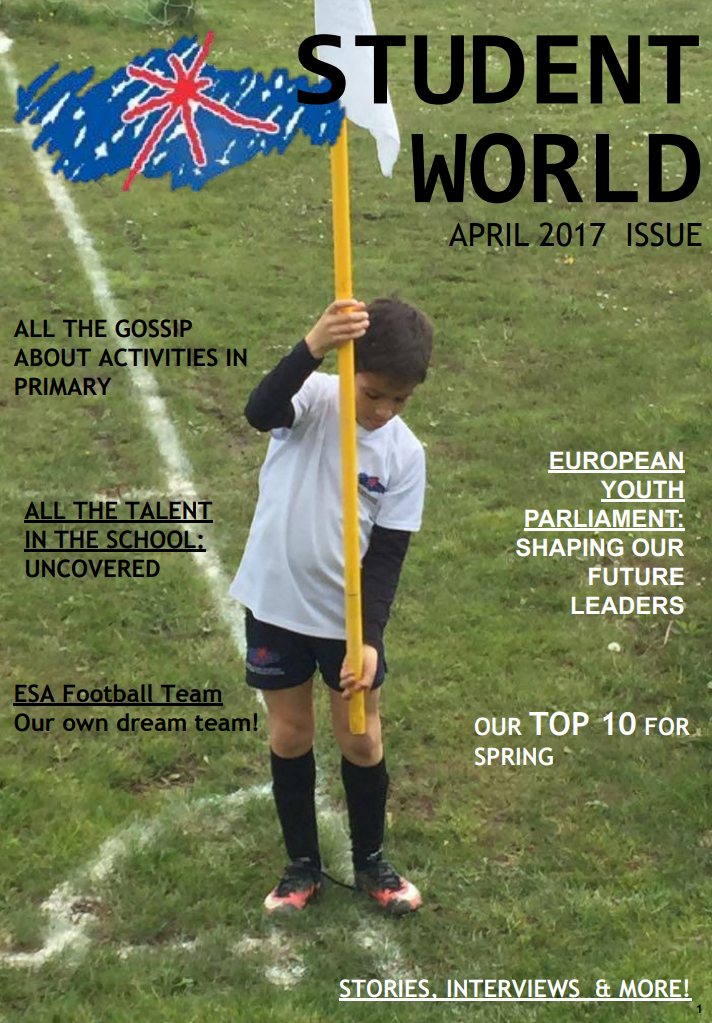 STUDENT
WORLD
APRIL 2017 ISSUE
ALL THE GOSSIP
ABOUT ACTIVITIES IN
PRIMARY
EUROPEAN
YOUTH
PARLIAMENT:
SHAPING OUR
FUTURE
LEADERS
ALL THE TALENT
IN THE SCHOOL:
UNCOVERED
ESA Football Team
Our own dream team!
OUR TOP 10 FOR
SPRING
STORIES, INTERVIEWS & MORE!
1